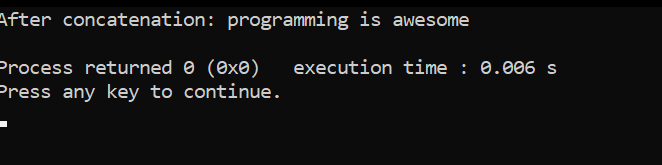 After concatenation: programming is awesome
Process returned 0 (0x0)   execution time : 0.006 s
Press any key to continue.